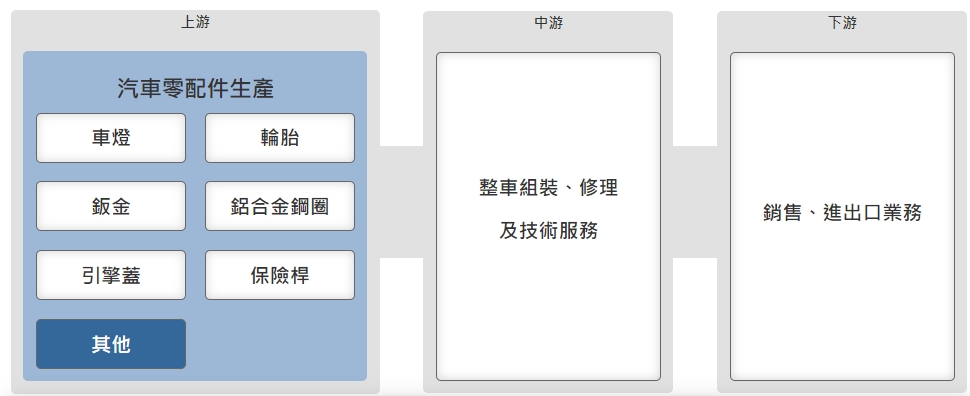 上游
汽車零配件生產
車燈
輪胎
鈑金
鋁合金鋼圈
引擎蓋
保險桿
其他
中游
整車組裝、修理
及技術服務
下游
銷售、進出口業務